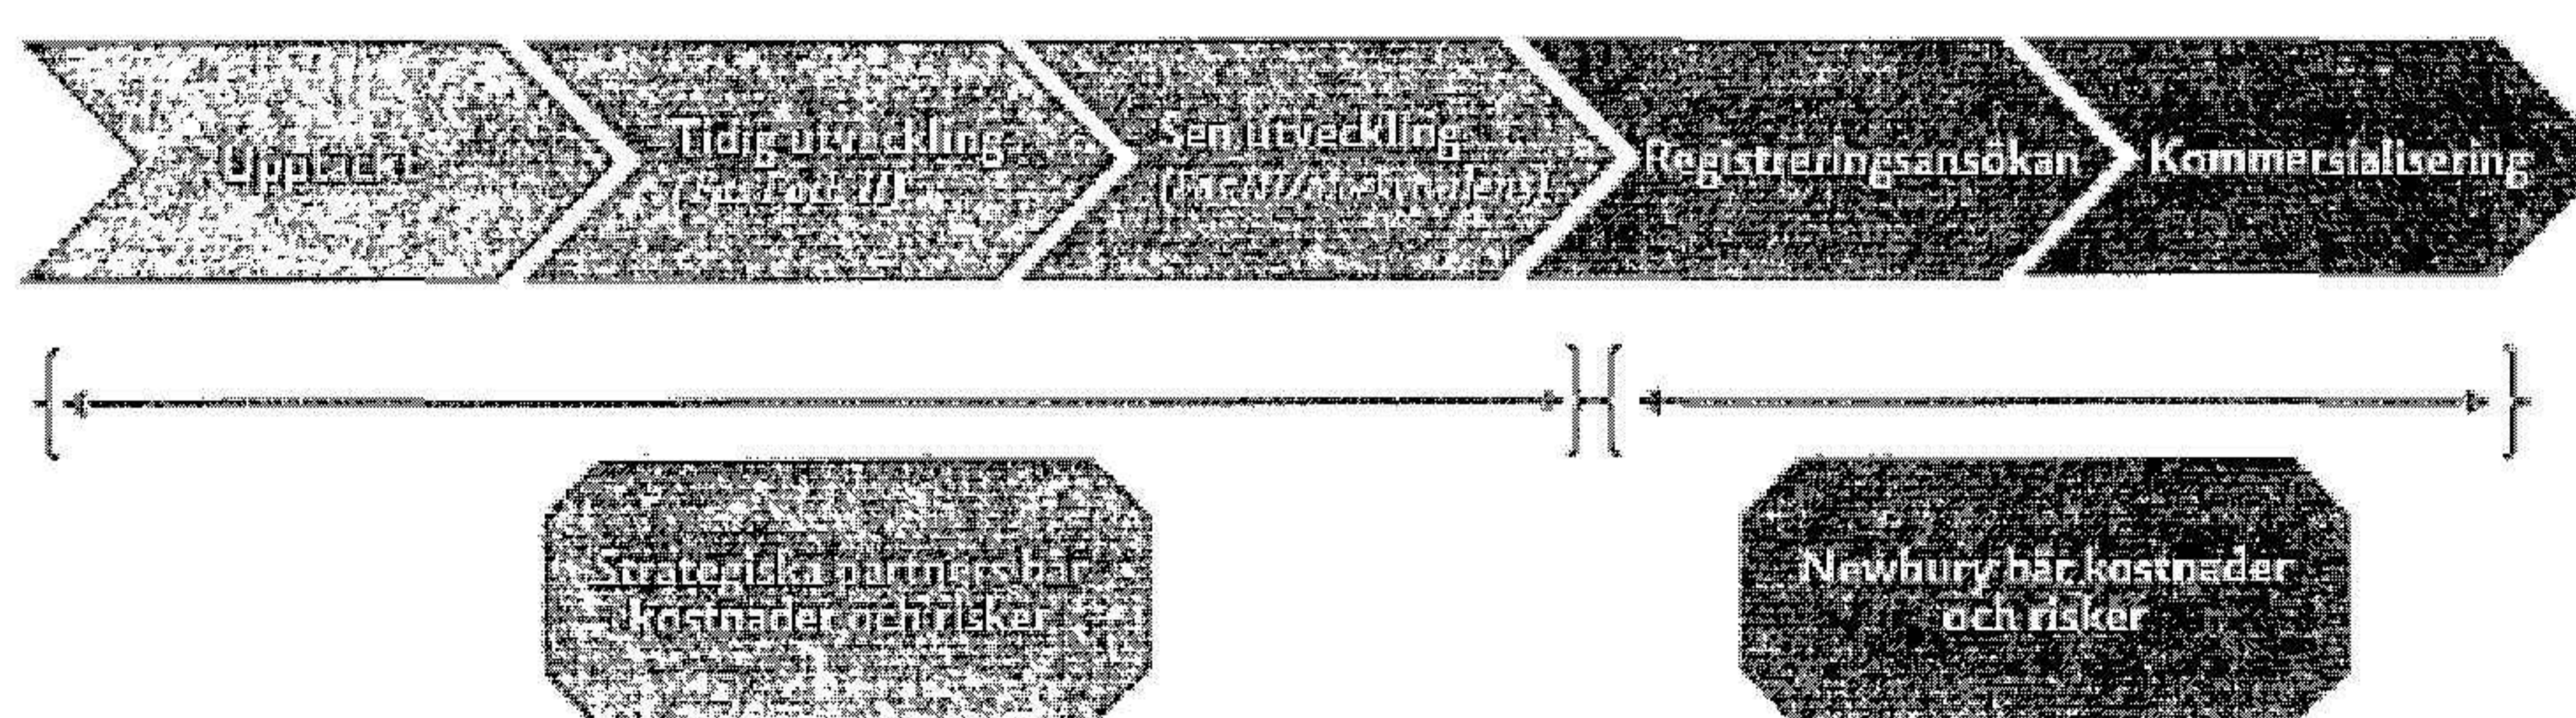 Upptäckt
Tidig utveckling
Sen utveckling
Registreringsansökan
Kommersialisering
Strategiska partners bär
kostnader och risker
Newbury bär kostnader
och risker